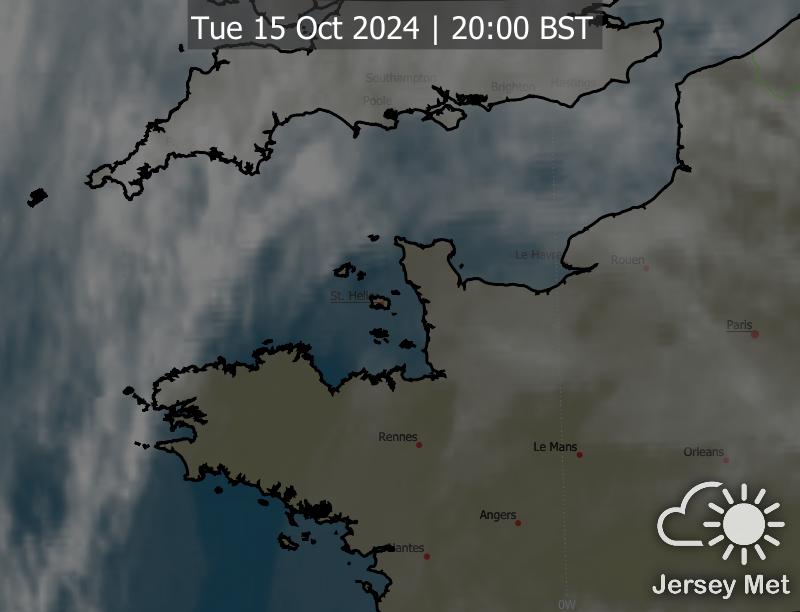 Tue 15 Oct 2024 | 20:00 BST
Southampton
Brighton
Hastings
Poole
Le Havre
Rouen
St. Helier
Paris
Rennes
Le Mans
Orleans
Angers
Nantes
Jersey Met
0W